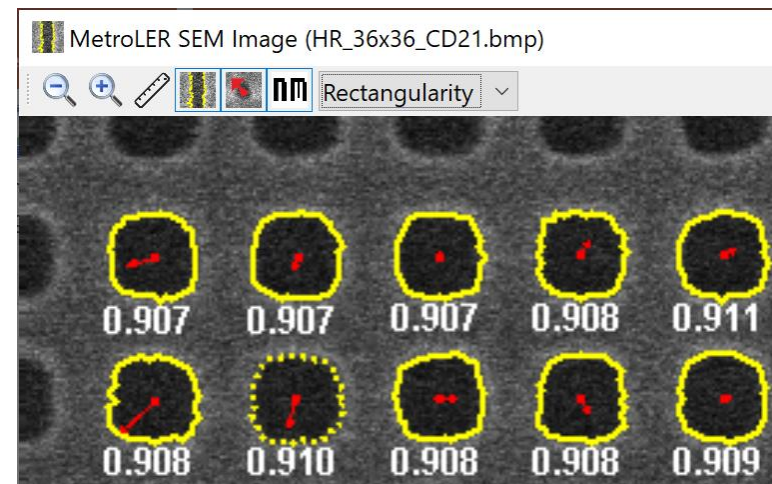 MetroLER SEM Image (HR_36x36_CD21.bmp)
nm Rectangularity
0.907 0.907 0.907 0.908 0.911
0.908 0.910 0.908 0.908 0.909